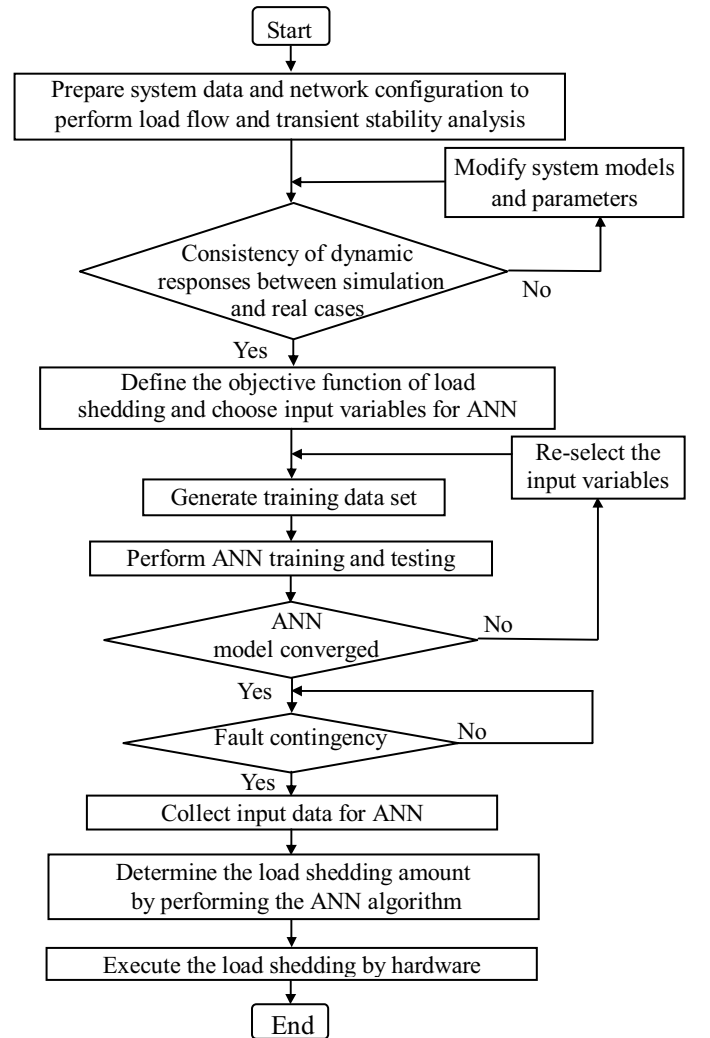 Start
Prepare system data and network configuration to
perform load flow and transient stability analysis
Modify system models
and parameters
Consistency of dynamic
responses between simulation
and real cases
No
Yes
Define the objective function of load
shedding and choose input variables for ANN
Re-select the
input variables
Generate training data set
Perform ANN training and testing
ANN
model converged
No
Yes
Fault contingency
No
Yes
Collect input data for ANN
Determine the load shedding amount
by performing the ANN algorithm
Execute the load shedding by hardware
End